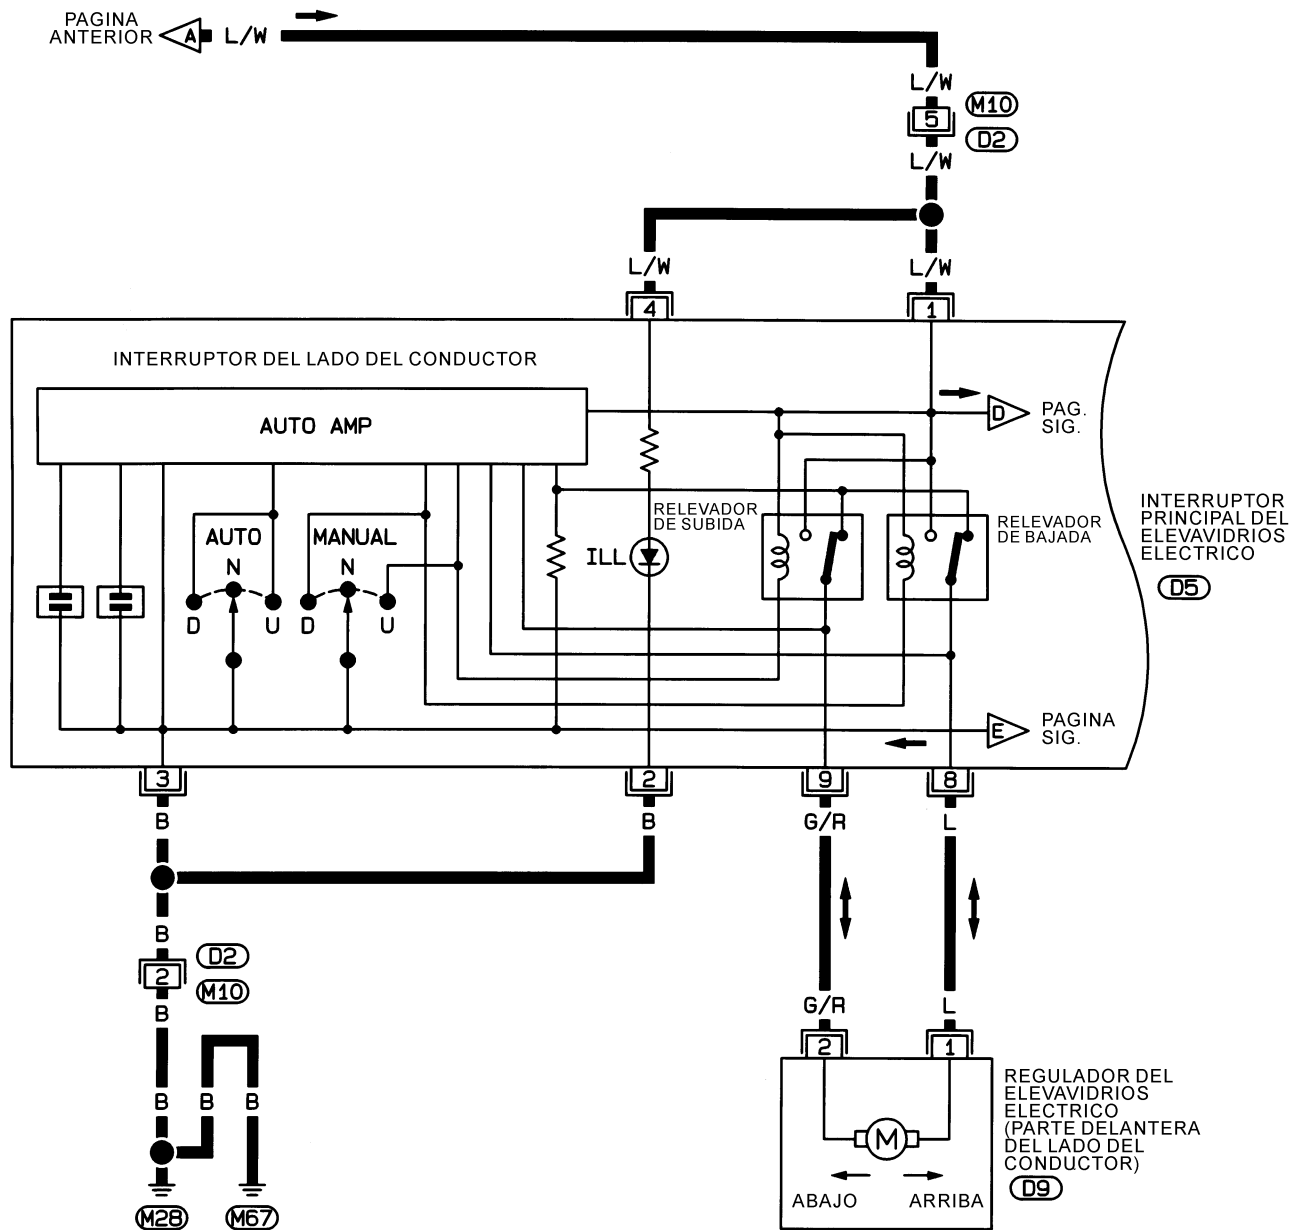 PAGINA
ANTERIOR
A
L/W
L/W
5
M10
D2
L/W
L/W
L/W
4
1
INTERRUPTOR DEL LADO DEL CONDUCTOR
AUTO AMP
D
PAG.
SIG.
RELEVADOR
DE SUBIDA
RELEVADOR
DE BAJADA
INTERRUPTOR
PRINCIPAL DEL
ELEVAVIDRIOS
ELECTRICO
D5
AUTO
MANUAL
N
N
ILL
D
U
D
U
E
PAGINA
SIG.
3
2
9
8
B
B
G/R
L
B
D2
2
M10
B
G/R
L
2
1
B
B
B
REGULADOR DEL
ELEVAVIDRIOS
ELECTRICO
(PARTE DELANTERA
DEL LADO DEL
CONDUCTOR)
D9
M
ABAJO
ARRIBA
M28
M67